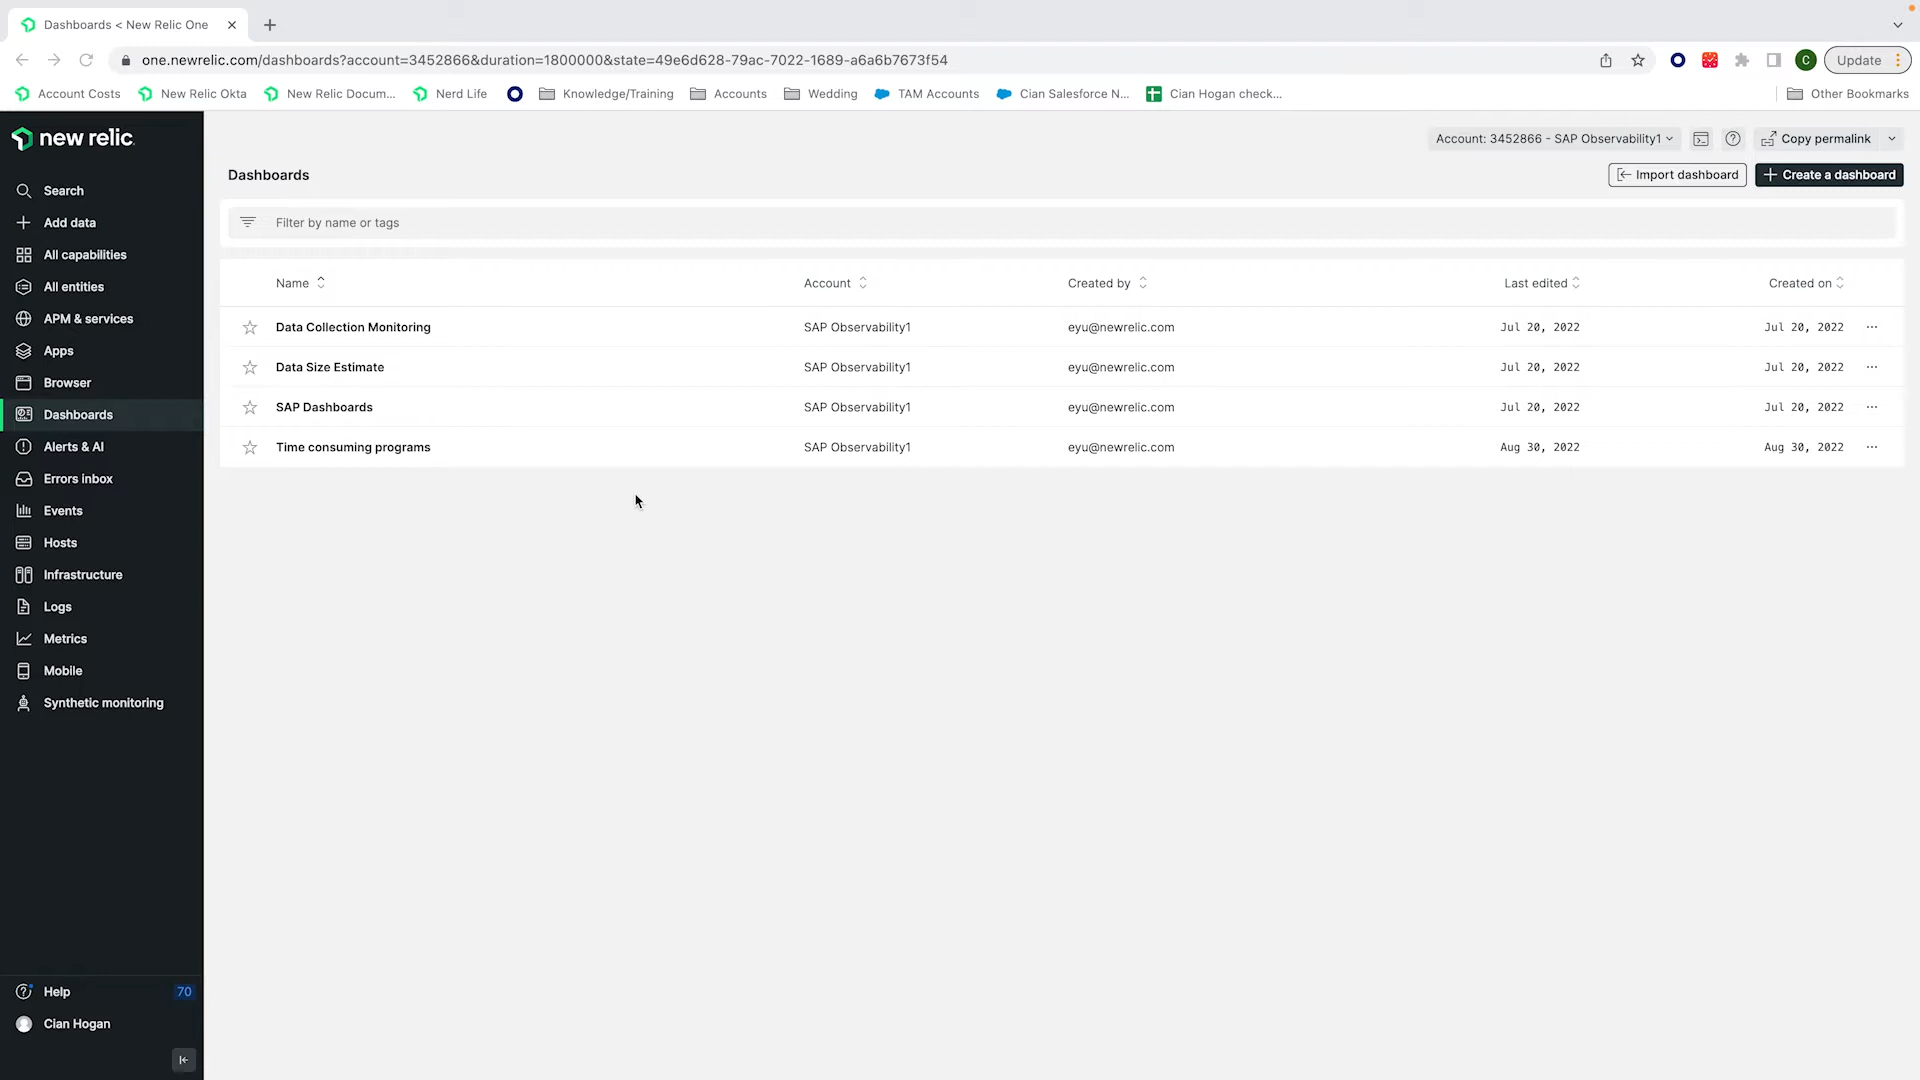 Dashboards < New Relic One
one.newrelic.com/dashboards?account=3452866&duration=1800000&state=49e6d628-79ac-7022-1689-a6a6b7673f54
C
Update
Account Costs
New Relic Okta
New Relic Docum...
Nerd Life
Knowledge/Training
Accounts
Wedding
TAM Accounts
Cian Salesforce N...
Cian Hogan check...
Other Bookmarks
new relic
Account: 3452866 - SAP Observability1
Copy permalink
Dashboards
Import dashboard
Create a dashboard
Search
Add data
All capabilities
All entities
APM & services
Apps
Browser
Dashboards
Alerts & AI
Errors inbox
Events
Hosts
Infrastructure
Logs
Metrics
Mobile
Synthetic monitoring
Help 70
Cian Hogan
Filter by name or tags
Name Account Created by Last edited Created on
Data Collection Monitoring SAP Observability1 eyu@newrelic.com Jul 20, 2022 Jul 20, 2022 ...
Data Size Estimate SAP Observability1 eyu@newrelic.com Jul 20, 2022 Jul 20, 2022 ...
SAP Dashboards SAP Observability1 eyu@newrelic.com Jul 20, 2022 Jul 20, 2022 ...
Time consuming programs SAP Observability1 eyu@newrelic.com Aug 30, 2022 Aug 30, 2022 ...